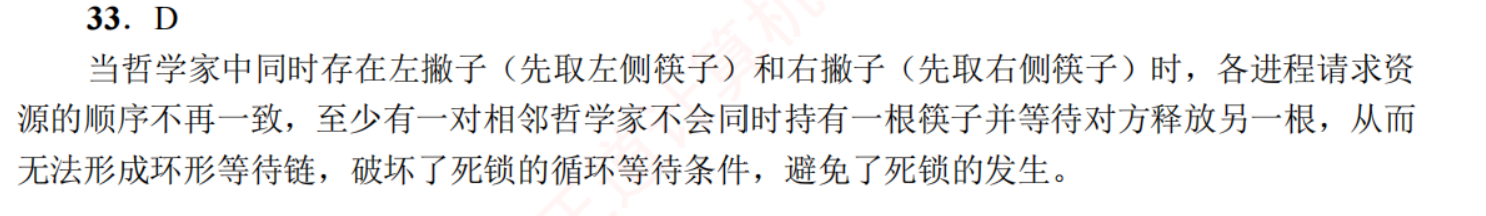 33. D
当哲学家中同时存在左撇子（先取左侧筷子）和右撇子（先取右侧筷子）时，各进程请求资
源的顺序不再一致，至少有一对相邻哲学家不会同时持有一根筷子并等待对方释放另一根，从而
无法形成环形等待链，破坏了死锁的循环等待条件，避免了死锁的发生。